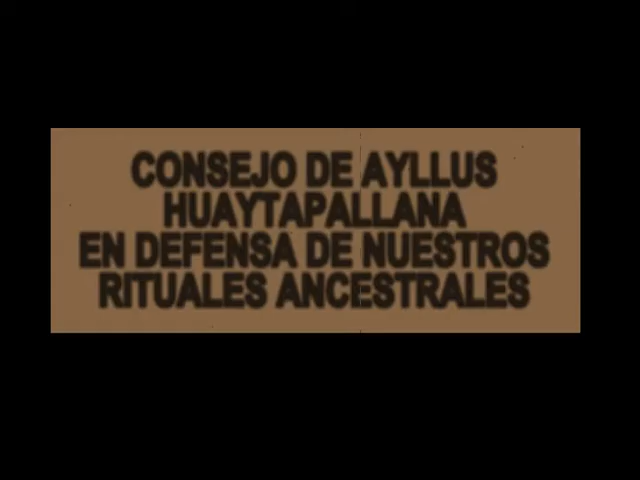 CONSEJO DE AYLLUS
HUAYTAPALLANA
EN DEFENSA DE NUESTROS
RITUALES ANCESTRALES